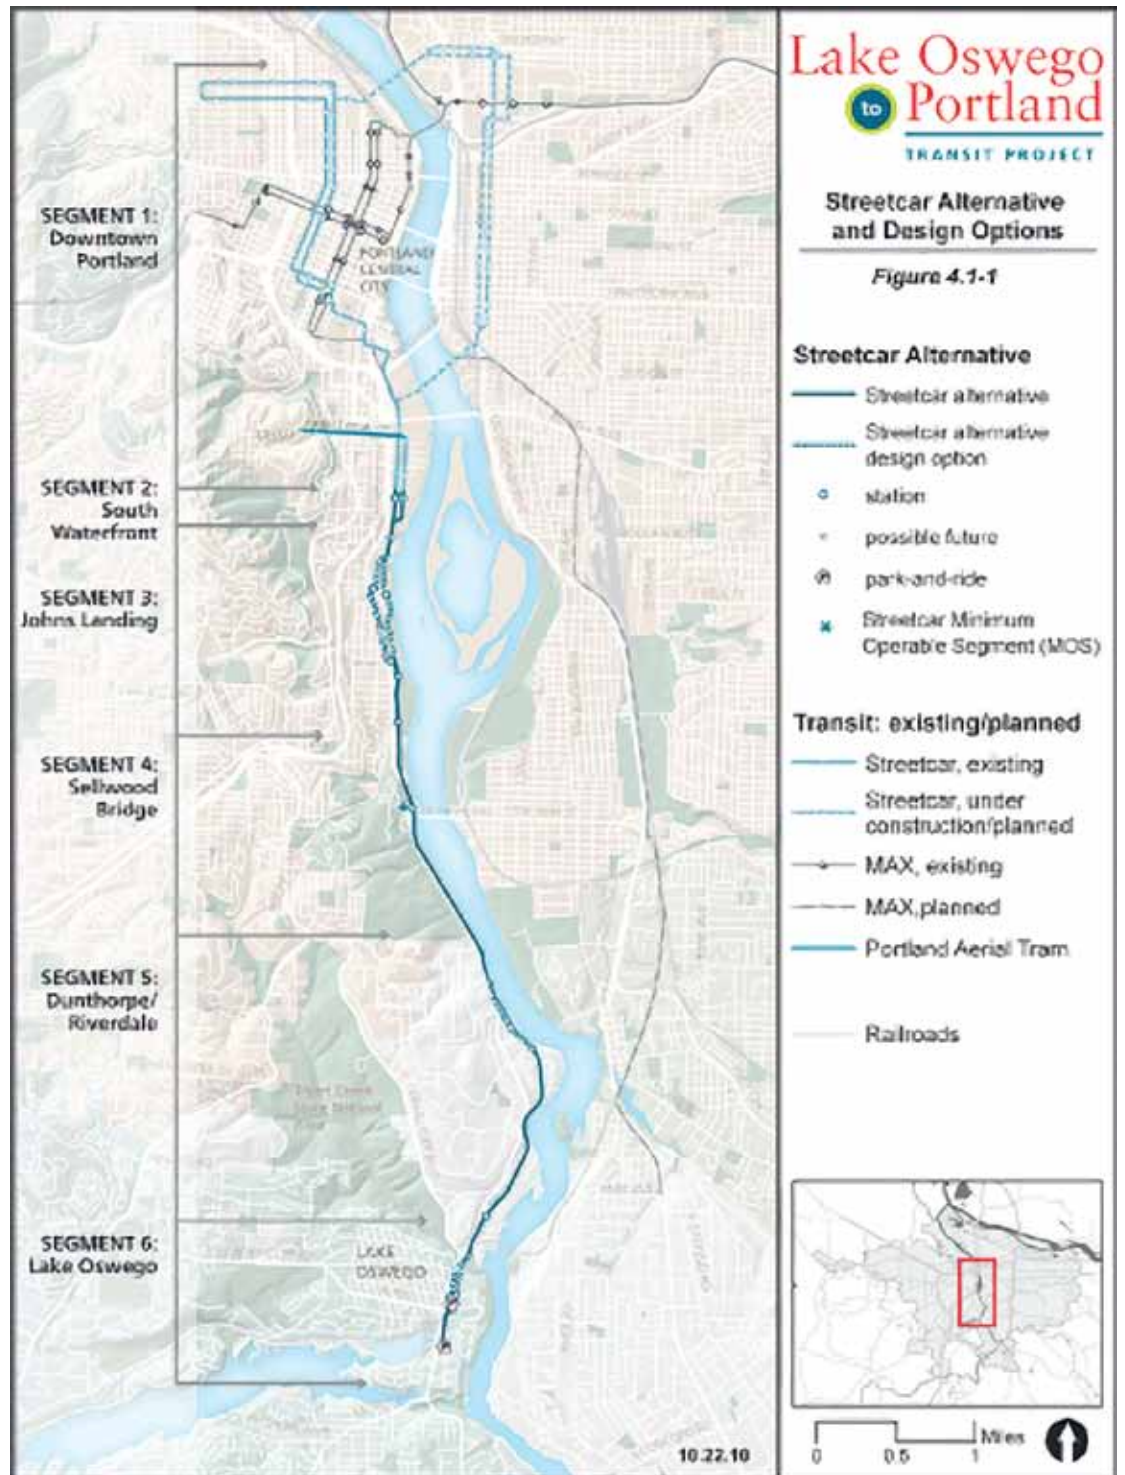 Lake Oswego
to Portland
TRANSIT PROJECT
Streetcar Alternative
and Design Options
Figure 4.1-1
Streetcar Alternative
Streetcar alternative
Streetcar alternative
design option
station
possible future
park-and-ride
Streetcar Minimum
Operable Segment (MOS)
Transit: existing/planned
Streetcar, existing
Streetcar, under
construction/planned
MAX, existing
MAX,planned
Portland Aerial Tram
Railroads
0 0.5 1 Miles
SEGMENT 1:
Downtown
Portland
SEGMENT 2:
South
Waterfront
SEGMENT 3:
Johns Landing
SEGMENT 4:
Sellwood
Bridge
SEGMENT 5:
Dunthorpe/
Riverdale
SEGMENT 6:
Lake Oswego
PORTLAND
CENTRAL
CITY
LAKE
OSWEGO
10.22.10